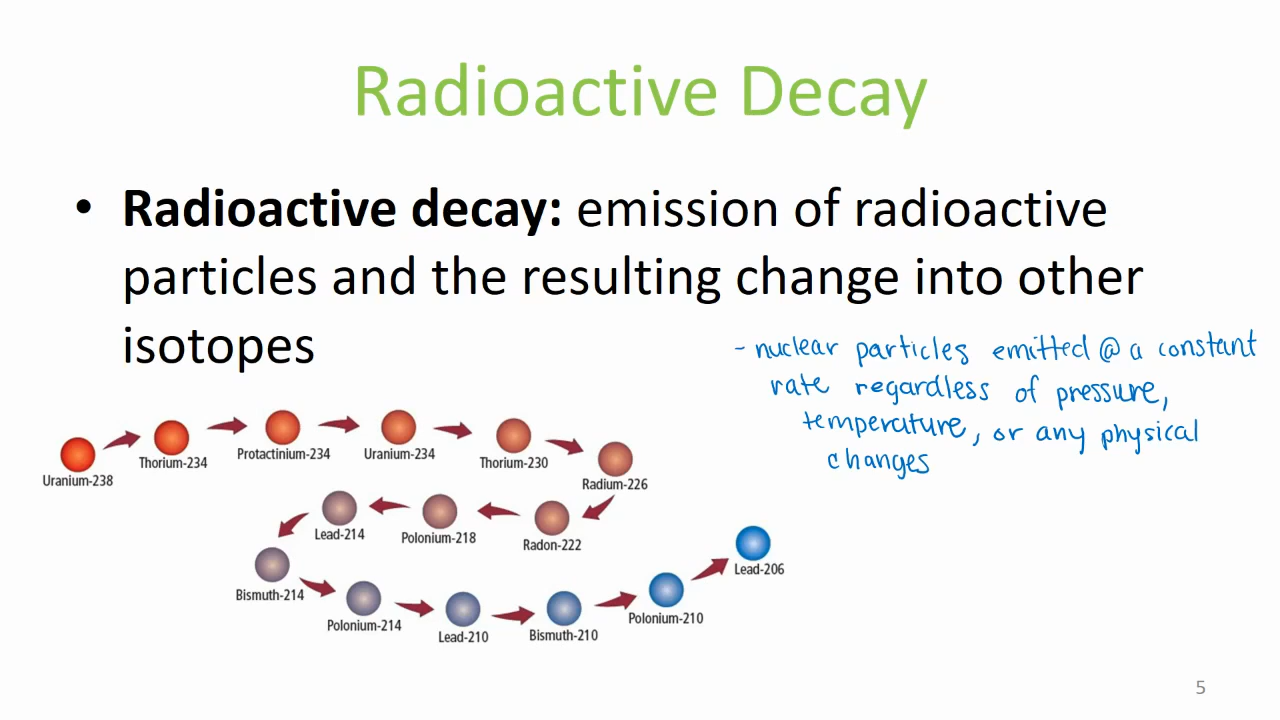 Radioactive Decay
• Radioactive decay: emission of radioactive
particles and the resulting change into other
isotopes
- nuclear particles emitted @ a constant
rate regardless of pressure,
temperature, or any physical
changes
Uranium-238
Thorium-234
Protactinium-234
Uranium-234
Thorium-230
Radium-226
Radon-222
Polonium-218
Lead-214
Bismuth-214
Polonium-214
Lead-210
Bismuth-210
Polonium-210
Lead-206
5